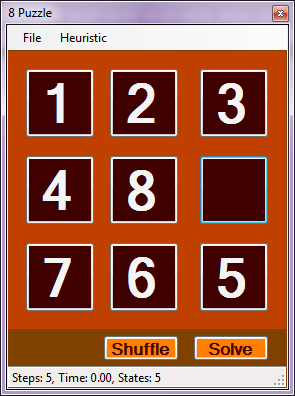 8 Puzzle
File Heuristic
1 2 3
4 8
7 6 5
Shuffle Solve
Steps: 5, Time: 0.00, States: 5